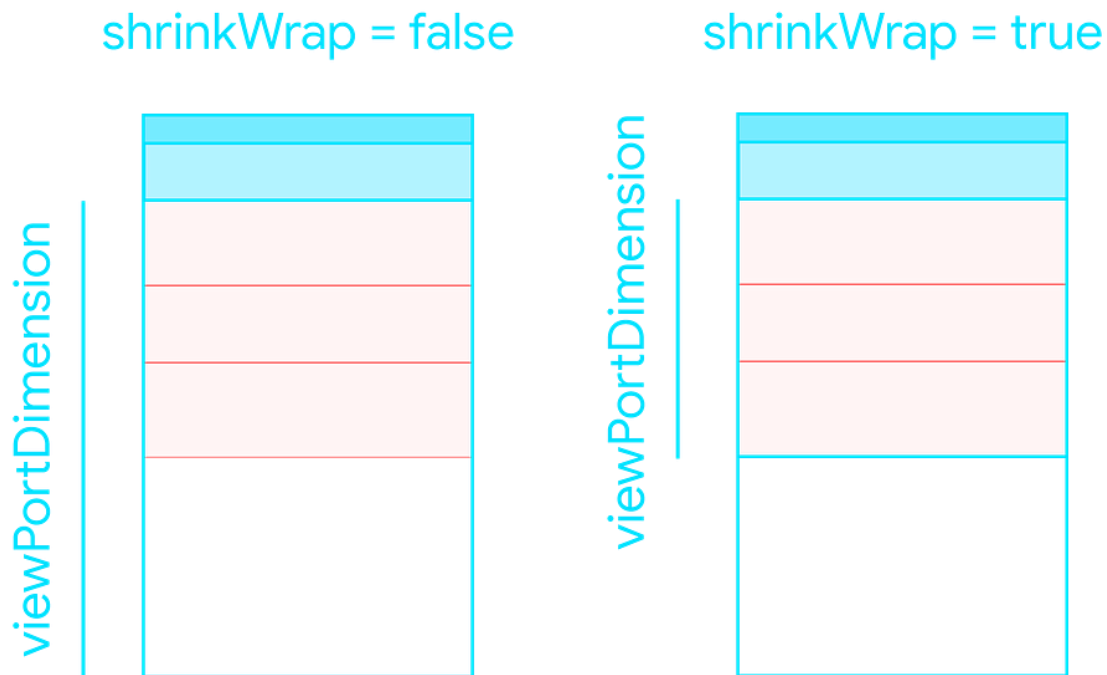 shrinkWrap = false
shrinkWrap = true
viewPortDimension
viewPortDimension